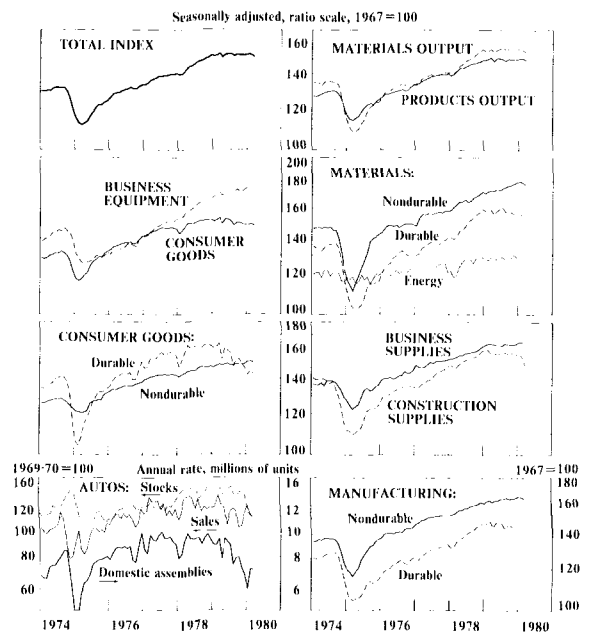 Seasonally adjusted, ratio scale, 1967=100
TOTAL INDEX
160
MATERIALS OUTPUT
140
PRODUCTS OUTPUT
120
100
BUSINESS
EQUIPMENT
CONSUMER
GOODS
200
MATERIALS:
180
Nondurable
160
Durable
140
120
Energy
100
CONSUMER GOODS:
Durable
Nondurable
180
BUSINESS
SUPPLIES
160
140
CONSTRUCTION
SUPPLIES
120
100
1969-70=100
Annual rate, millions of units
1967=100
160
AUTOS:
Stocks
120
Sales
100
80
Domestic assemblies
60
16
12
10
8
6
MANUFACTURING:
Nondurable
Durable
180
160
140
120
100
1974
1976
1978
1980
1974
1976
1978
1980